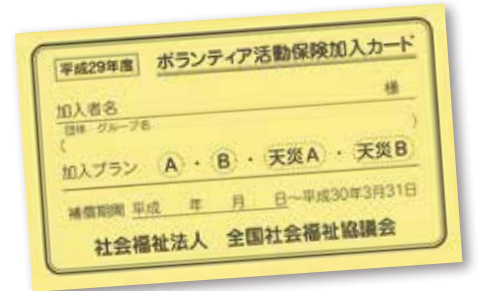 平成29年度 ボランティア活動保険加入カード
加入者名 様
団体 グループ名
( )
加入プラン A ・ B ・ 天災A ・ 天災B
補償期間 平成 年 月 日～平成30年3月31日
社会福祉法人 全国社会福祉協議会